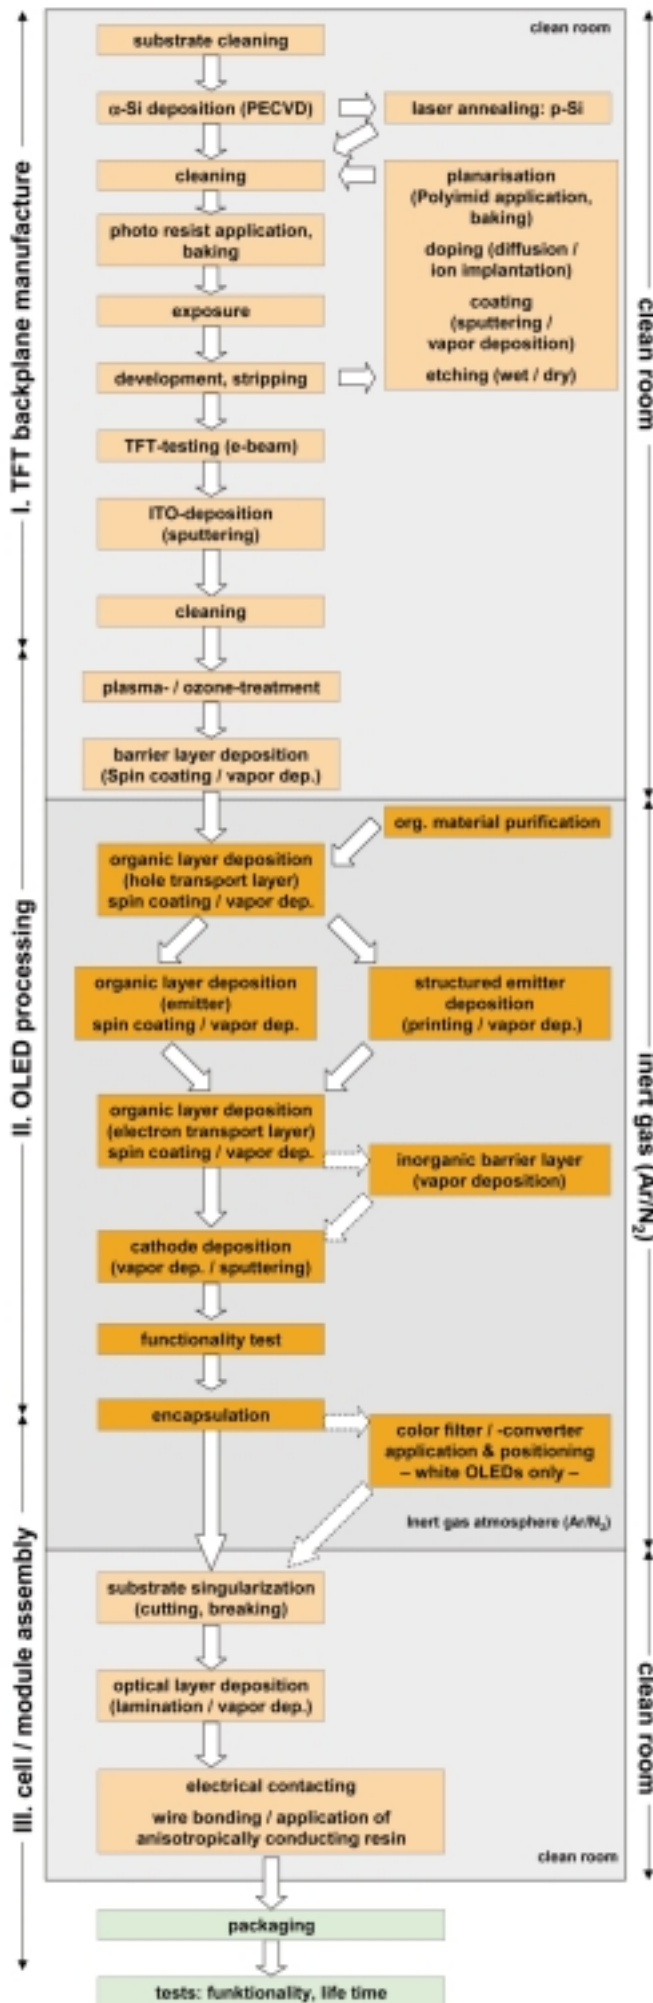 clean room
substrate cleaning
α-Si deposition (PECVD)
laser annealing: p-Si
cleaning
planarisation
(Polyimid application,
baking)
doping (diffusion /
ion implantation)
coating
(sputtering /
vapor deposition)
etching (wet / dry)
photo resist application,
baking
exposure
development, stripping
TFT-testing (e-beam)
ITO-deposition
(sputtering)
cleaning
I. TFT backplane manufacture
clean room
plasma- / ozone-treatment
barrier layer deposition
(Spin coating / vapor dep.)
org. material purification
organic layer deposition
(hole transport layer)
spin coating / vapor dep.
organic layer deposition
(emitter)
spin coating / vapor dep.
structured emitter
deposition
(printing / vapor dep.)
organic layer deposition
(electron transport layer)
spin coating / vapor dep.
inorganic barrier layer
(vapor deposition)
cathode deposition
(vapor dep. / sputtering)
functionality test
II. OLED processing
inert gas (Ar/N2)
encapsulation
color filter / -converter
application & positioning
– white OLEDs only –
Inert gas atmosphere (Ar/N2)
substrate singularization
(cutting, breaking)
optical layer deposition
(lamination / vapor dep.)
electrical contacting
wire bonding / application of
anisotropically conducting resin
clean room
III. cell / module assembly
clean room
packaging
tests: funktionality, life time